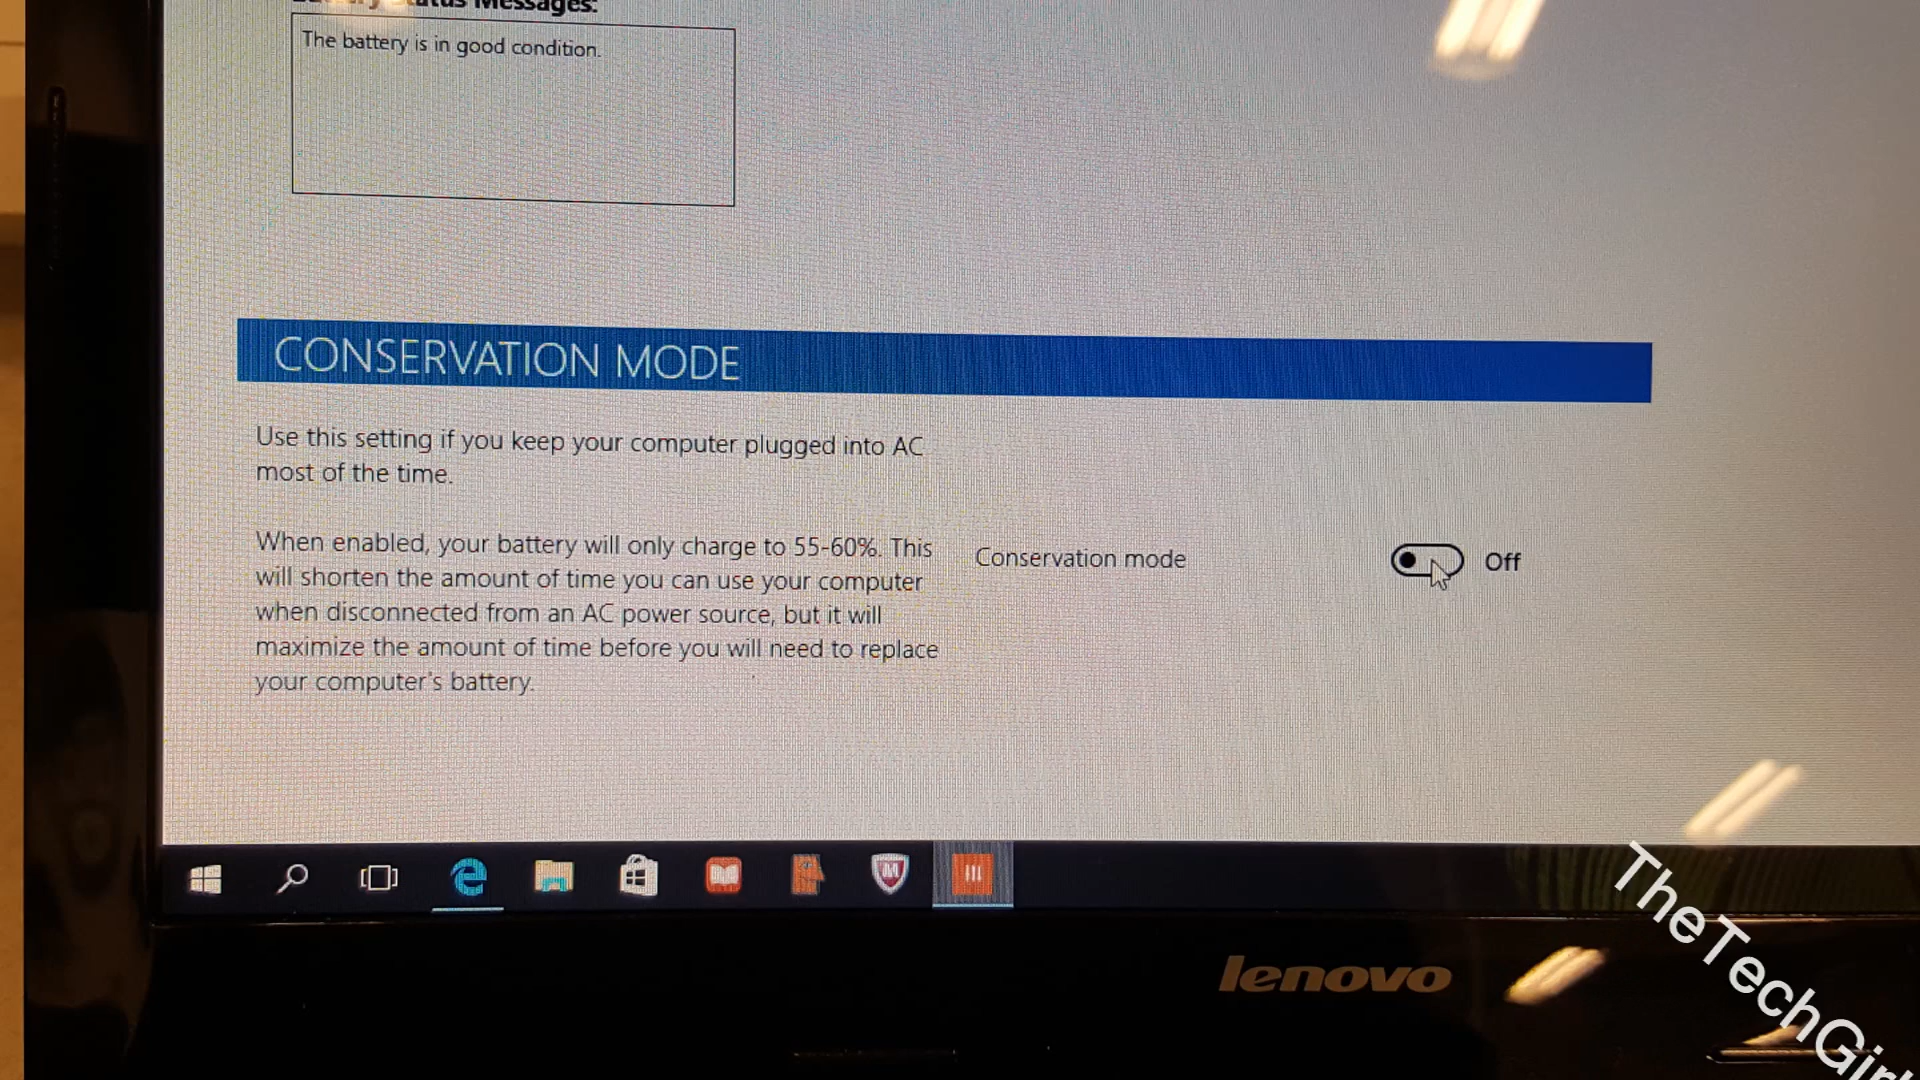 Battery Status Messages:
The battery is in good condition.
CONSERVATION MODE
Use this setting if you keep your computer plugged into AC
most of the time.
When enabled, your battery will only charge to 55-60%. This
will shorten the amount of time you can use your computer
when disconnected from an AC power source, but it will
maximize the amount of time before you will need to replace
your computer's battery.
Conservation mode
Off
lenovo
TheTechGirl